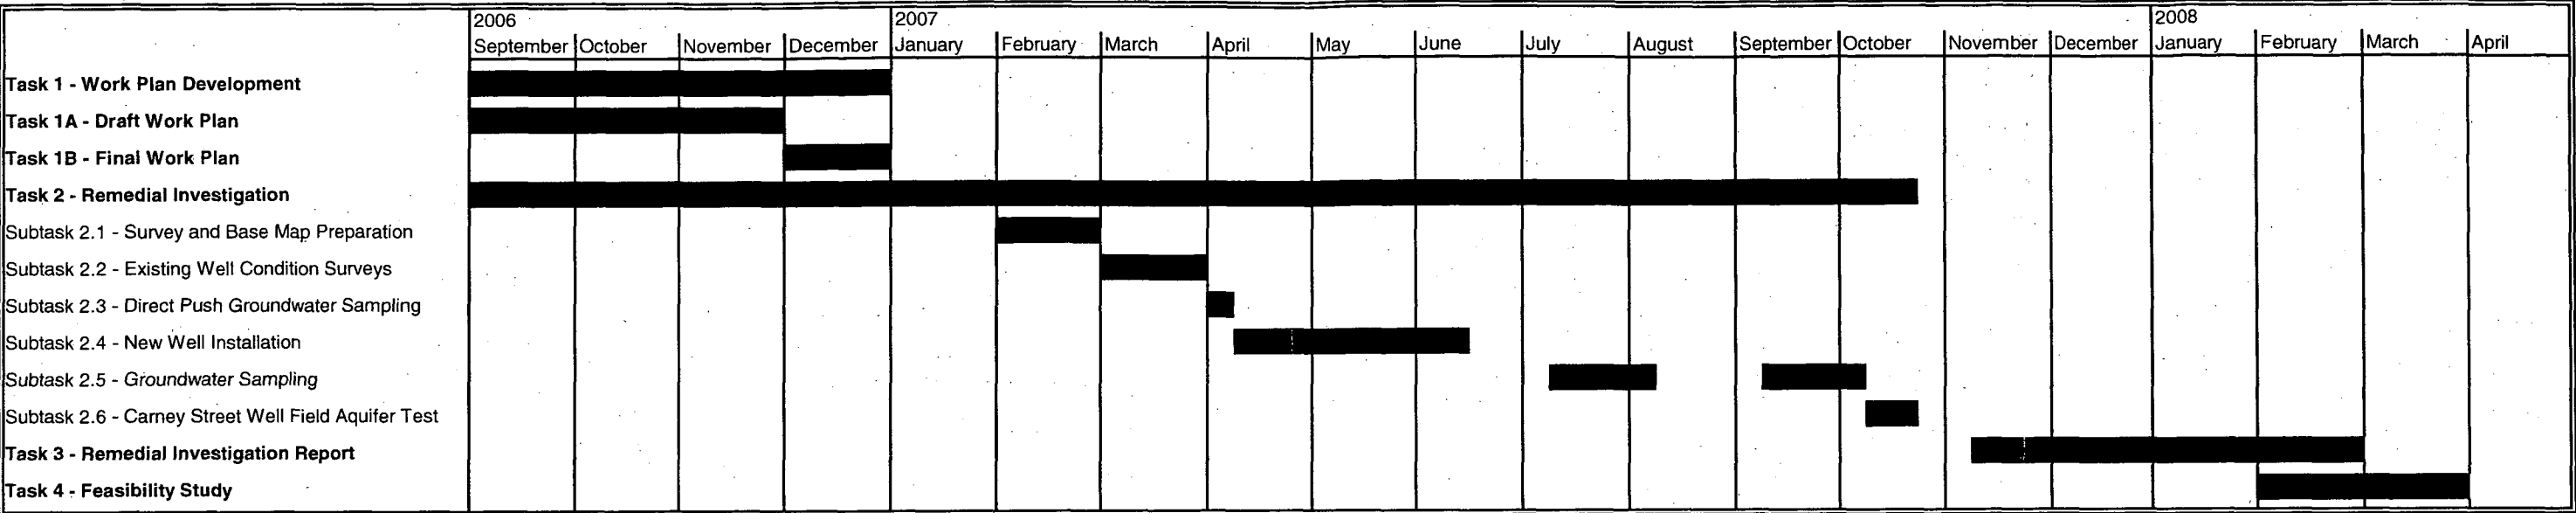 2006 2007 2008
September October November December January February March April May June July August September October November December January February March April
Task 1 - Work Plan Development
Task 1A - Draft Work Plan
Task 1B - Final Work Plan
Task 2 - Remedial Investigation
Subtask 2.1 - Survey and Base Map Preparation
Subtask 2.2 - Existing Well Condition Surveys
Subtask 2.3 - Direct Push Groundwater Sampling
Subtask 2.4 - New Well Installation
Subtask 2.5 - Groundwater Sampling
Subtask 2.6 - Carney Street Well Field Aquifer Test
Task 3 - Remedial Investigation Report
Task 4 - Feasibility Study